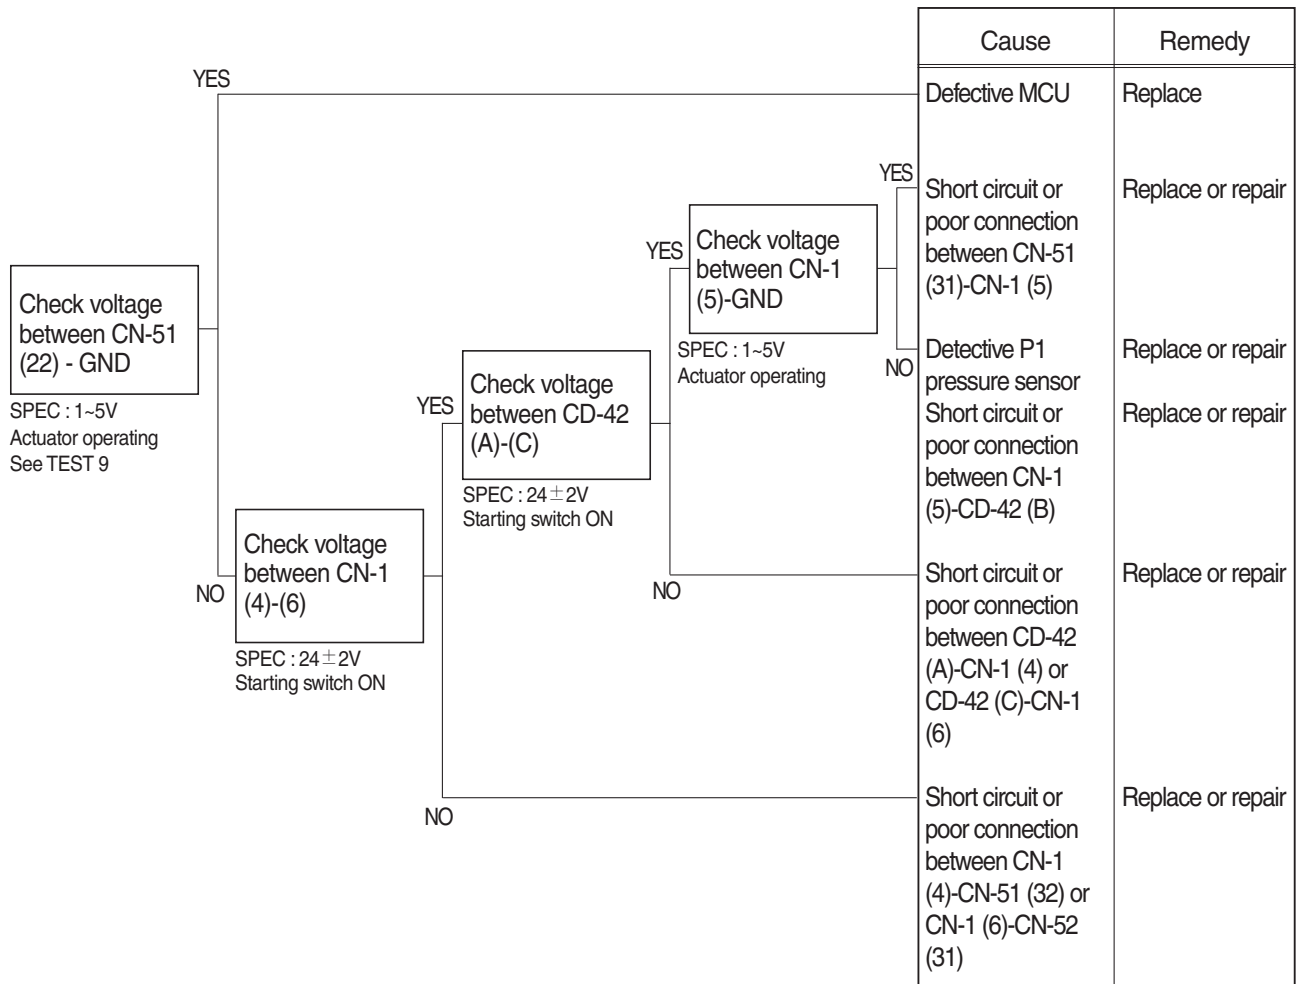 Cause
Remedy
YES
Defective MCU
Replace
YES
Short circuit or
poor connection
between CN-51
(31)-CN-1 (5)
Replace or repair
YES
Check voltage
between CN-1
(5)-GND
SPEC : 1~5V
Actuator operating
NO
Detective P1
pressure sensor
Replace or repair
Short circuit or
poor connection
between CN-1
(5)-CD-42 (B)
Replace or repair
Check voltage
between CN-51
(22) - GND
SPEC : 1~5V
Actuator operating
See TEST 9
YES
Check voltage
between CD-42
(A)-(C)
SPEC : 24±2V
Starting switch ON
NO
Short circuit or
poor connection
between CD-42
(A)-CN-1 (4) or
CD-42 (C)-CN-1
(6)
Replace or repair
NO
Check voltage
between CN-1
(4)-(6)
SPEC : 24±2V
Starting switch ON
NO
Short circuit or
poor connection
between CN-1
(4)-CN-51 (32) or
CN-1 (6)-CN-52
(31)
Replace or repair